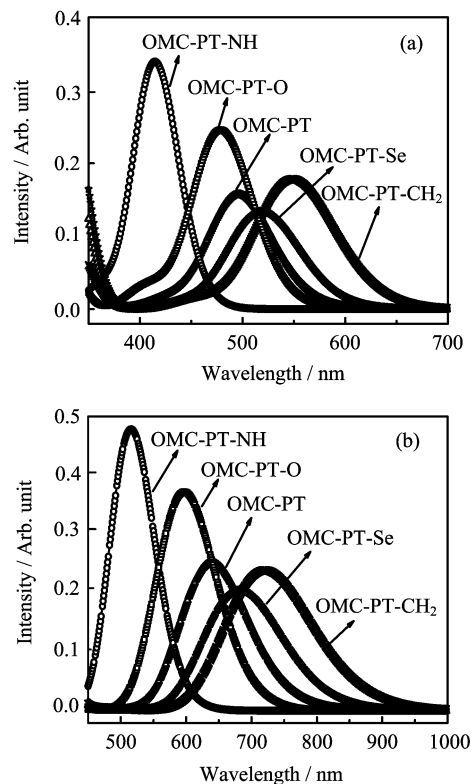 0.4
OMC-PT-NH
(a)
0.3
OMC-PT-O
OMC-PT
0.2
OMC-PT-Se
OMC-PT-CH₂
0.1
0.0
Intensity / Arb. unit
400 500 600 700
Wavelength / nm
0.5
OMC-PT-NH
(b)
0.4
OMC-PT-O
OMC-PT
0.3
OMC-PT-Se
0.2
OMC-PT-CH₂
0.1
0.0
Intensity / Arb. unit
500 600 700 800 900 1000
Wavelength / nm